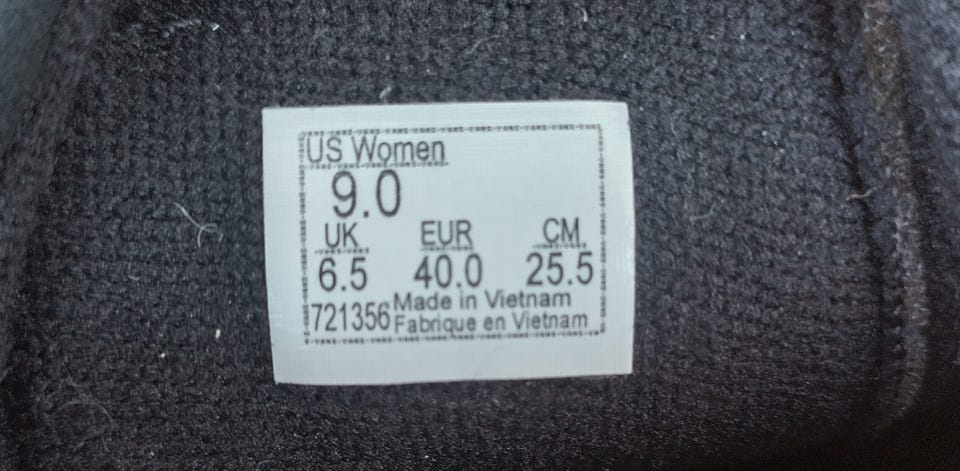 US Women
9.0
UK EUR CM
6.5 40.0 25.5
721356 Made in Vietnam
Fabrique en Vietnam